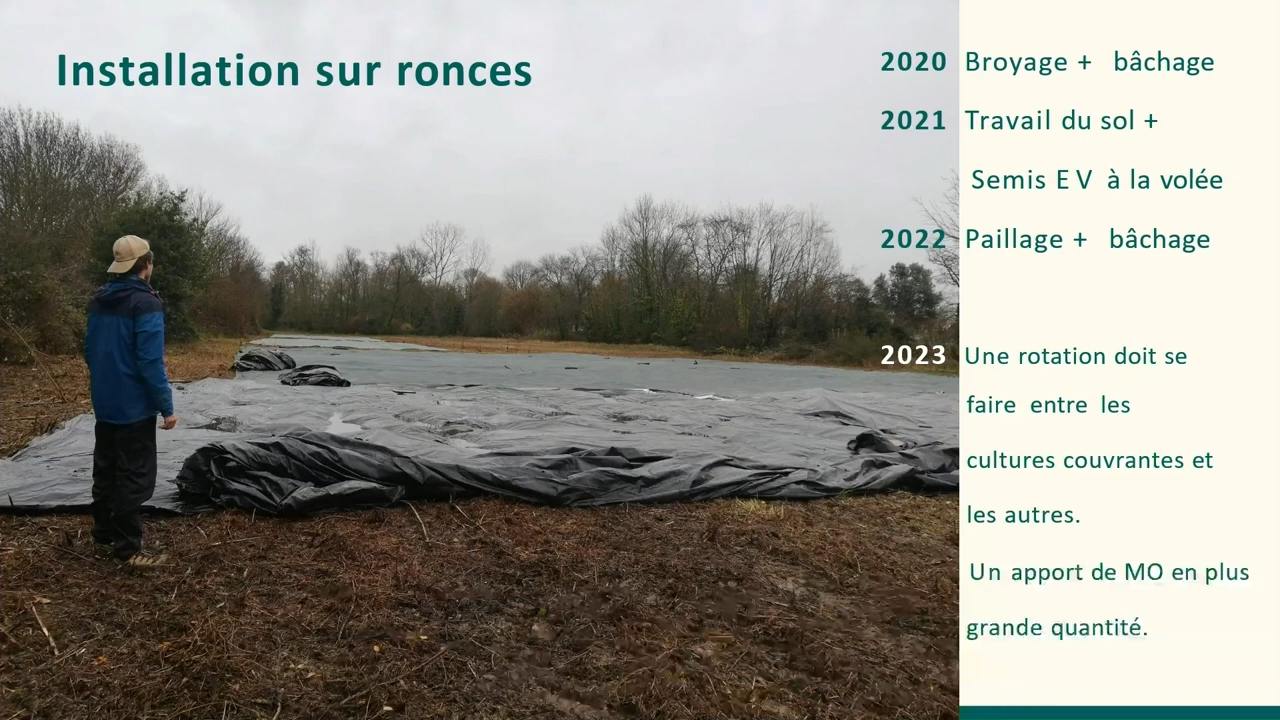 Installation sur ronces
2020 Broyage + bâchage
2021 Travail du sol +
Semis E V à la volée
2022 Paillage + bâchage
2023 Une rotation doit se
faire entre les
cultures couvrantes et
les autres.
Un apport de MO en plus
grande quantité.